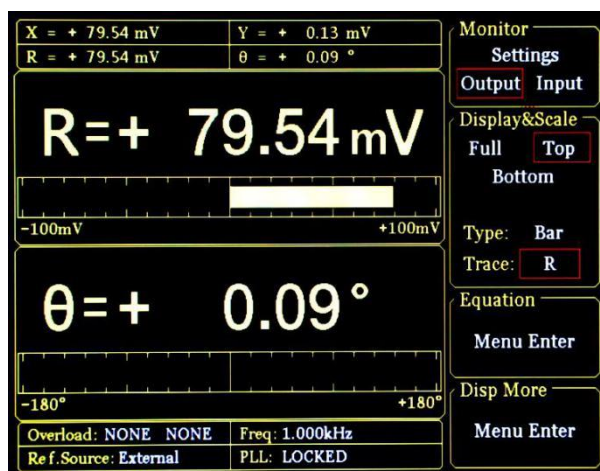 X = + 79.54 mV
Y = + 0.13 mV
R = + 79.54 mV
θ = + 0.09 °
R=+ 79.54 mV
-100mV
+100mV
θ=+ 0.09°
-180°
+180°
Overload: NONE NONE
Freq: 1.000kHz
Ref.Source: External
PLL: LOCKED
Monitor
Settings
Output Input
Display&Scale
Full Top
Bottom
Type: Bar
Trace: R
Equation
Menu Enter
Disp More
Menu Enter